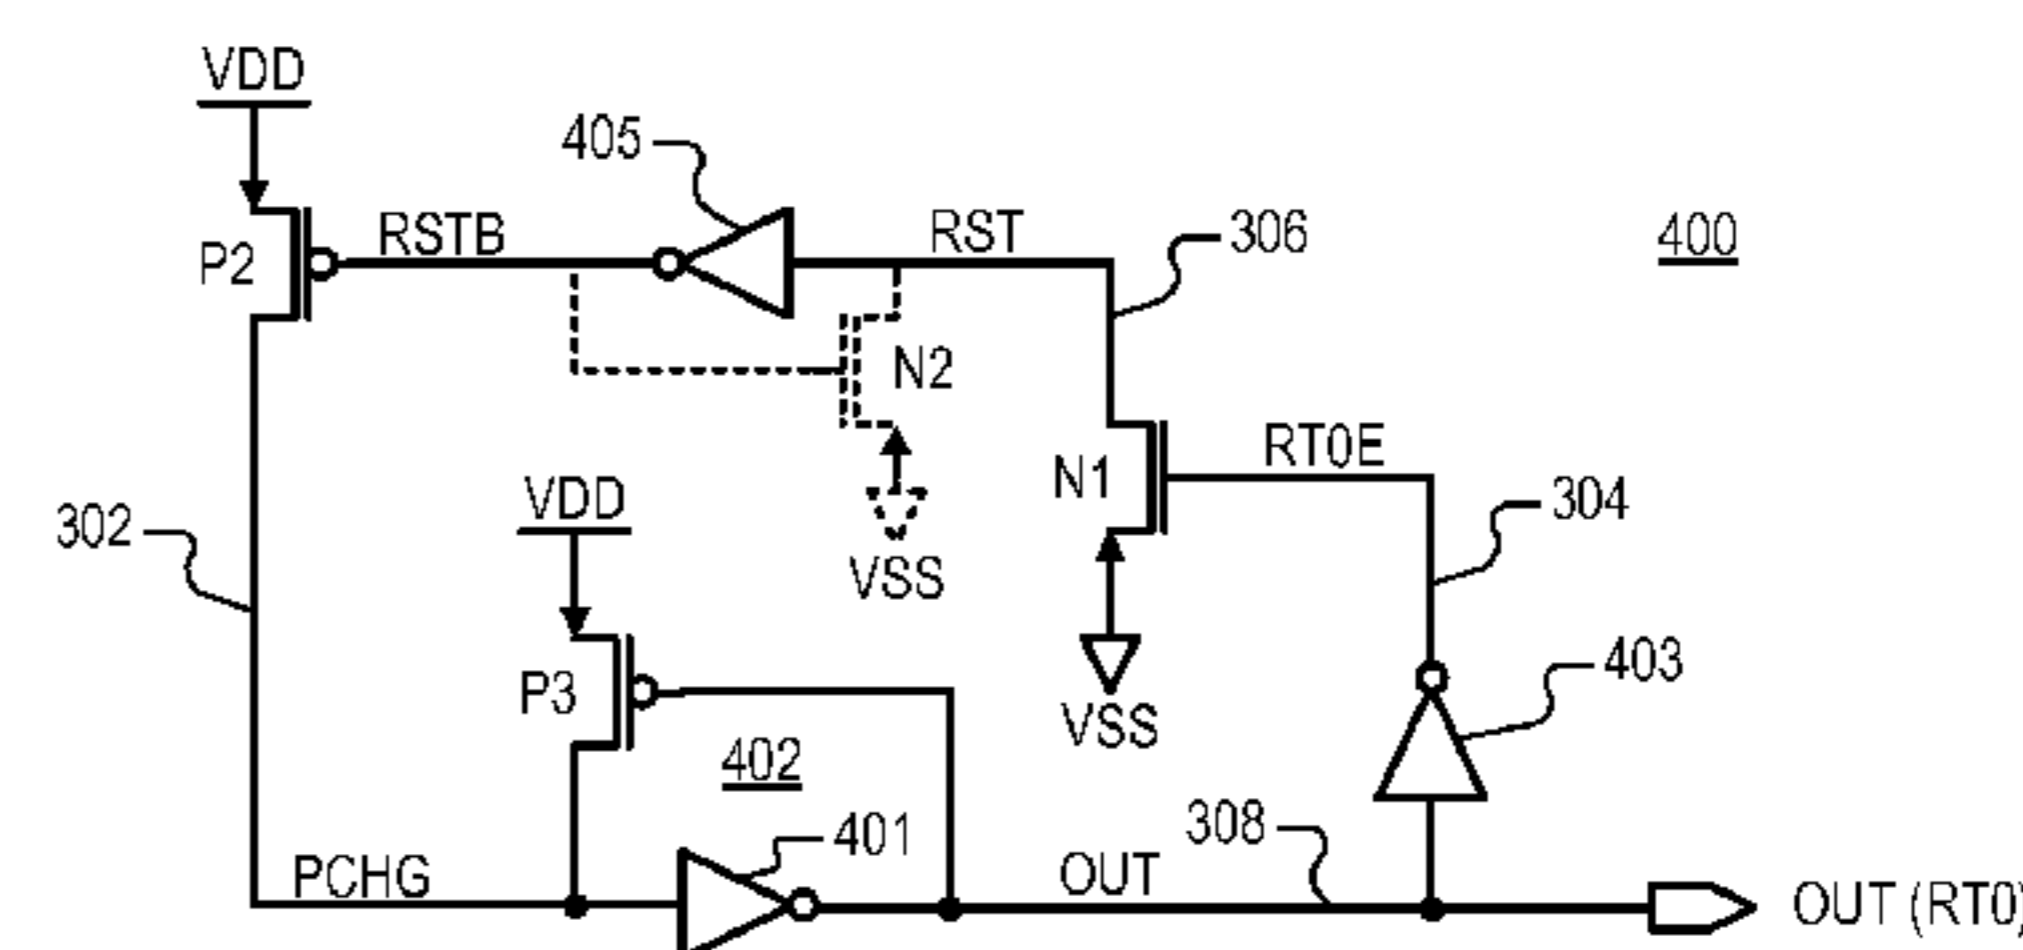 VDD
405
RSTB
RST
306
400
P2
N2
RT0E
N1
VDD
304
302
VSS
403
P3
VSS
402
401
308
PCHG
OUT
OUT (RT0)